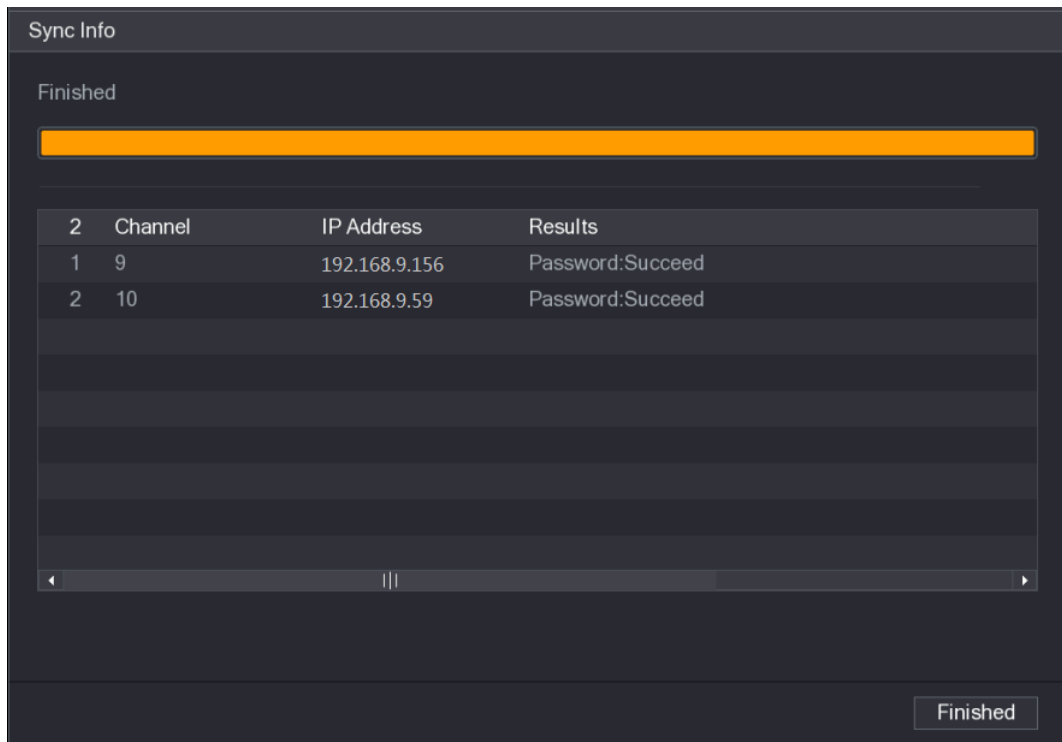 Sync Info
Finished
2 Channel IP Address Results
1 9 192.168.9.156 Password:Succeed
2 10 192.168.9.59 Password:Succeed
Finished